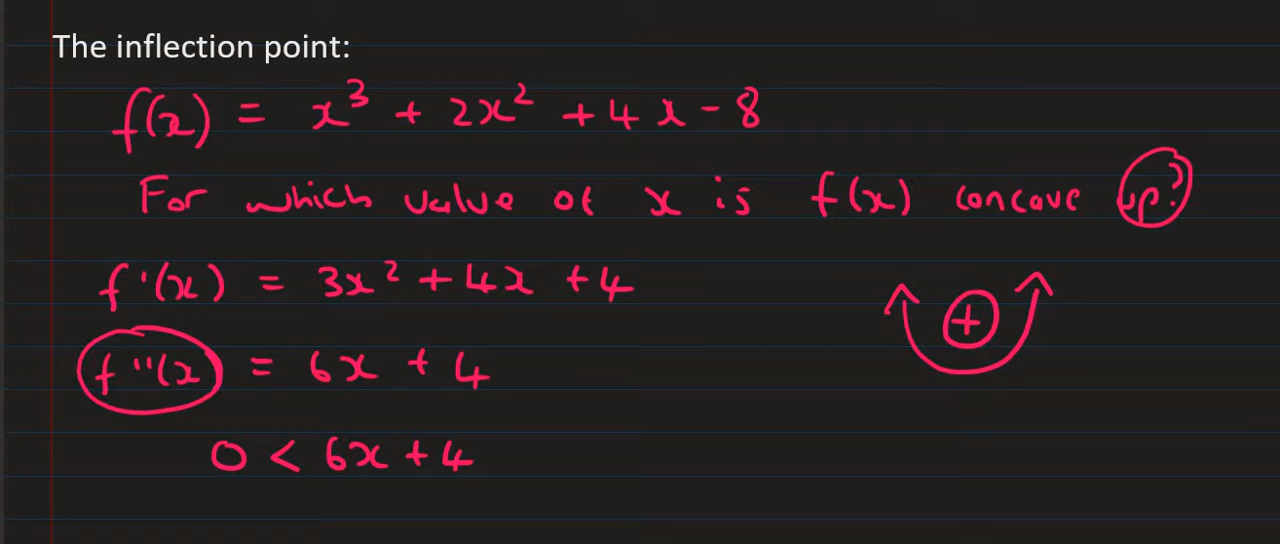 The inflection point:
f(x) = x³ + 2x² + 4x - 8
For which value of x is f(x) concave up?
f'(x) = 3x² + 4x + 4
+
f''(x) = 6x + 4
0 < 6x + 4